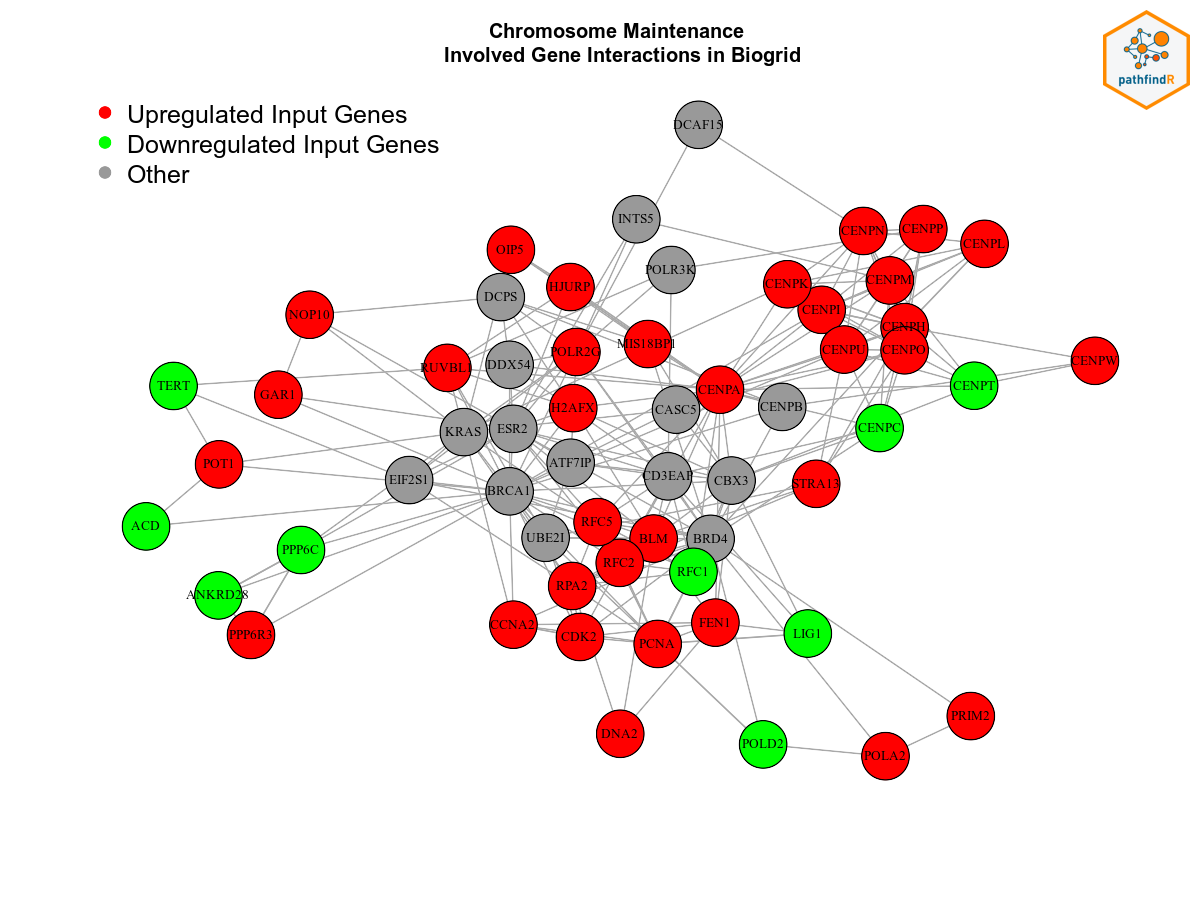 Chromosome Maintenance
Involved Gene Interactions in Biogrid
pathfindR
Upregulated Input Genes
Downregulated Input Genes
Other
DCAF15
INTS5
CENPN
CENPP
CENPL
OIP5
POLR3K
HJURP
CENPK
CENPM
DCPS
CENPI
NOP10
CENPH
MIS18BP1
POLR2G
CENPU
CENPO
CENPW
RUVBL1
DDX54
TERT
GAR1
CENPA
CENPT
H2AFX
CASC5
CENPB
KRAS
ESR2
CENPC
POT1
ATF7IP
EIF2S1
CD3EAP
CBX3
STRA13
BRCA1
ACD
RFC5
UBE2I
BLM
BRD4
PPP6C
RFC2
RFC1
RPA2
ANKRD28
PPP6R3
CCNA2
CDK2
PCNA
FEN1
LIG1
DNA2
POLD2
POLA2
PRIM2